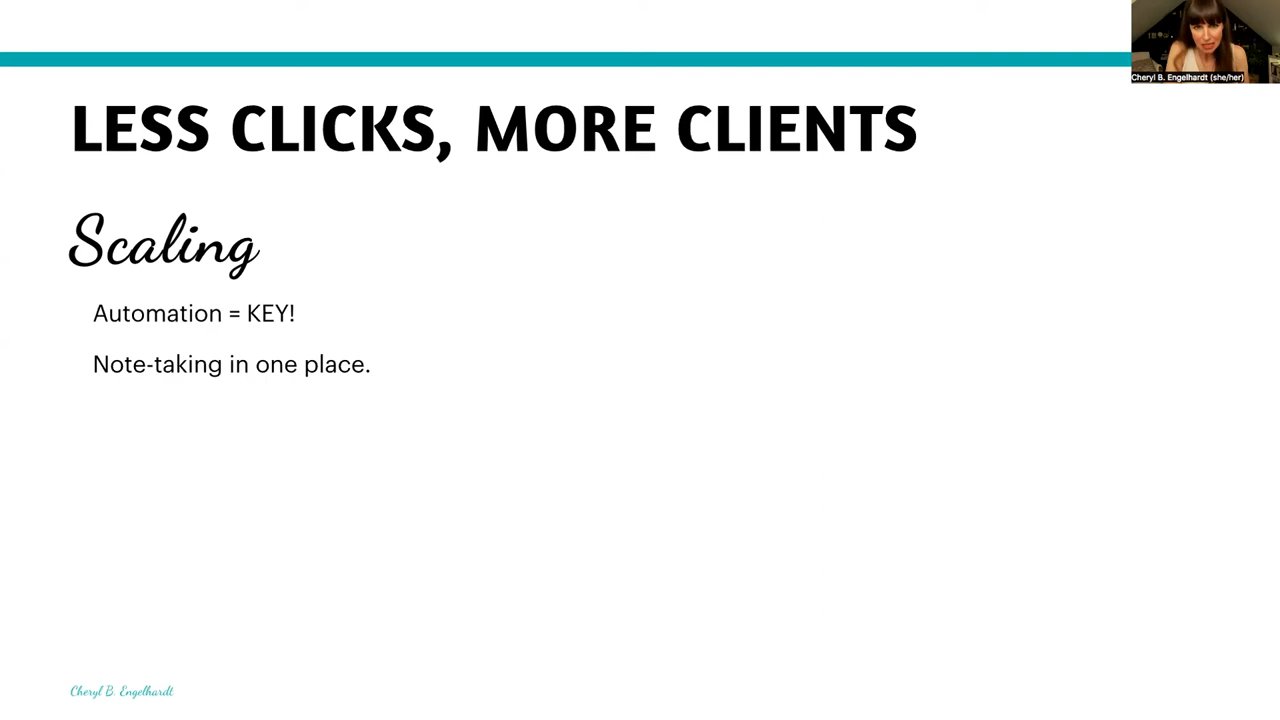 Cheryl B. Engelhardt (she/her)
LESS CLICKS, MORE CLIENTS
Scaling
Automation = KEY!
Note-taking in one place.
Cheryl B. Engelhardt